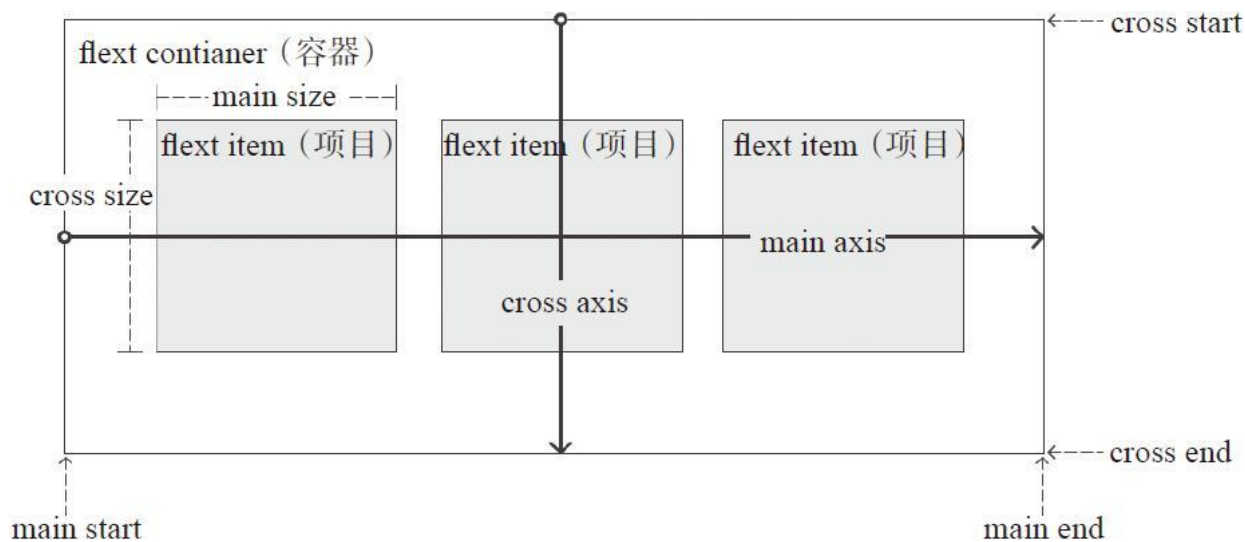 cross start
flext contianer（容器）
main size
flext item（项目）
flext item（项目）
flext item（项目）
cross size
main axis
cross axis
cross end
main start
main end